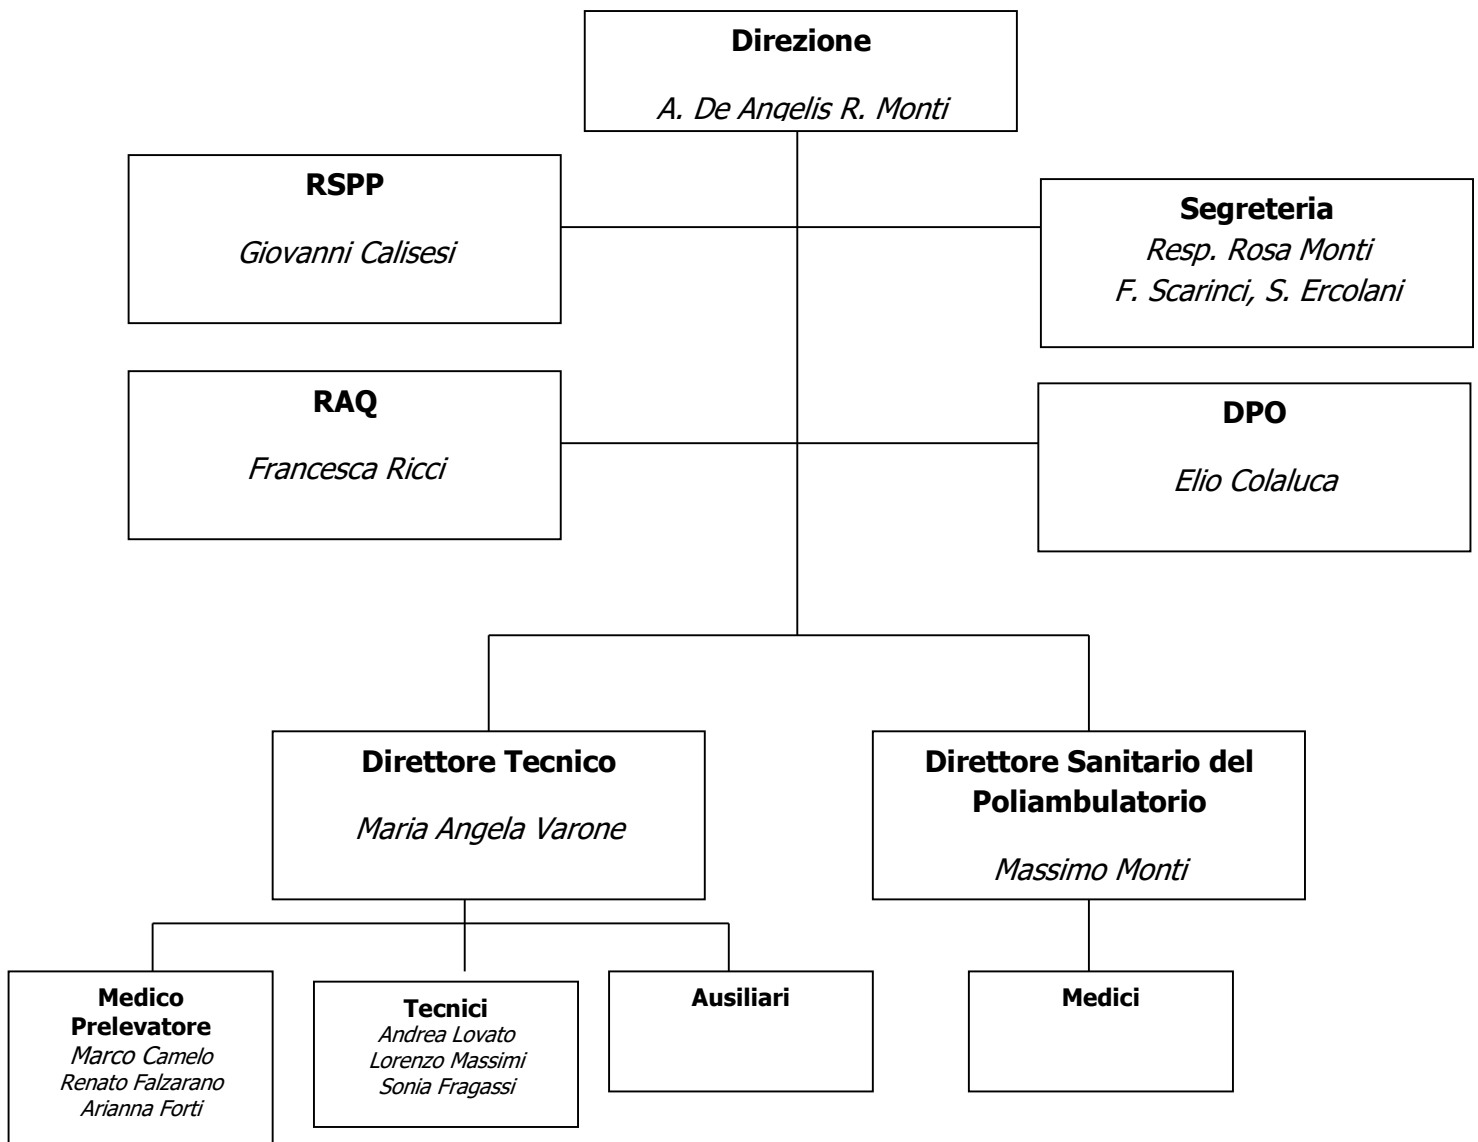 Direzione
A. De Angelis R. Monti
RSPP
Giovanni Calisesi
Segreteria
Resp. Rosa Monti
F. Scarinci, S. Ercolani
RAQ
Francesca Ricci
DPO
Elio Colaluca
Direttore Tecnico
Maria Angela Varone
Direttore Sanitario del
Poliambulatorio
Massimo Monti
Medico
Prelevatore
Marco Camelo
Renato Falzarano
Arianna Forti
Tecnici
Andrea Lovato
Lorenzo Massimi
Sonia Fragassi
Ausiliari
Medici